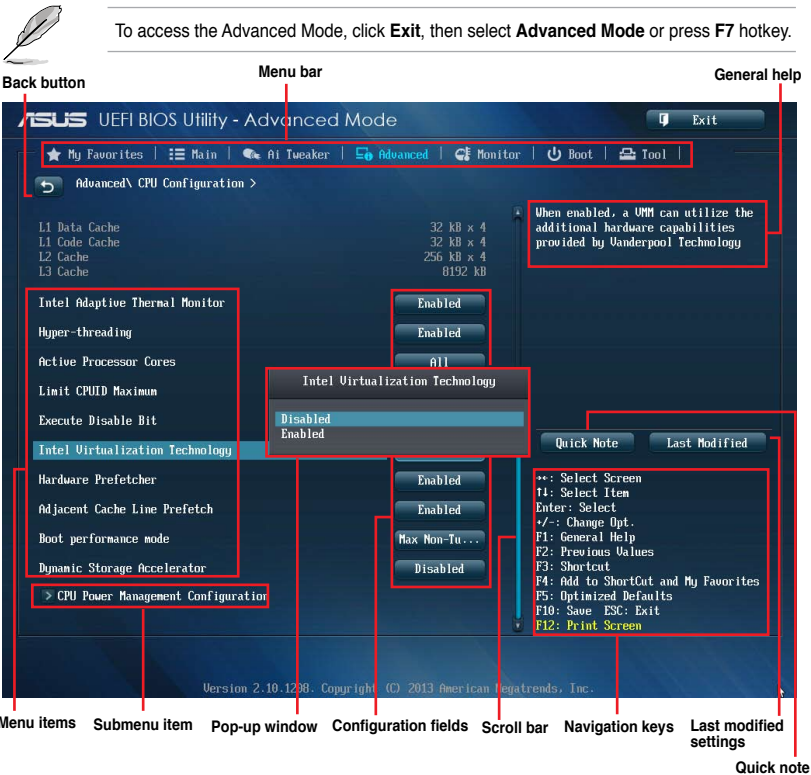 To access the Advanced Mode, click Exit, then select Advanced Mode or press F7 hotkey.
Back button
Menu bar
General help
ASUS UEFI BIOS Utility - Advanced Mode
Exit
My Favorites | Main | Ai Tweaker | Advanced | Monitor | Boot | Tool |
Advanced\ CPU Configuration >
L1 Data Cache 32 kB x 4
L1 Code Cache 32 kB x 4
L2 Cache 256 kB x 4
L3 Cache 8192 kB
When enabled, a VMM can utilize the
additional hardware capabilities
provided by Vanderpool Technology
Intel Adaptive Thermal Monitor Enabled
Hyper-threading Enabled
Active Processor Cores All
Limit CPUID Maximum
Execute Disable Bit
Intel Virtualization Technology
Intel Virtualization Technology
Disabled
Enabled
Hardware Prefetcher Enabled
Adjacent Cache Line Prefetch Enabled
Boot performance mode Max Non-Tu...
Dynamic Storage Accelerator Disabled
> CPU Power Management Configuration
Quick Note Last Modified
→←: Select Screen
↑↓: Select Item
Enter: Select
+/-: Change Opt.
F1: General Help
F2: Previous Values
F3: Shortcut
F4: Add to ShortCut and My Favorites
F5: Optimized Defaults
F10: Save ESC: Exit
F12: Print Screen
Version 2.10.1208. Copyright (C) 2013 American Megatrends, Inc.
Menu items
Submenu item
Pop-up window
Configuration fields
Scroll bar
Navigation keys
Last modified
settings
Quick note